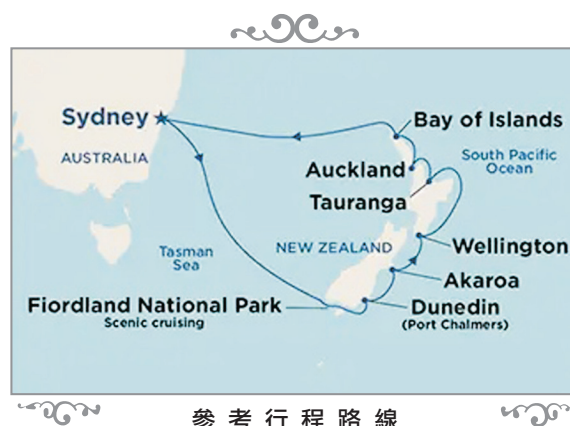 Sydney
AUSTRALIA
Bay of Islands
South Pacific
Ocean
Auckland
Tauranga
Tasman
Sea
NEW ZEALAND
Wellington
Akaroa
Fiordland National Park
Scenic cruising
Dunedin
(Port Chalmers)
參考行程路線